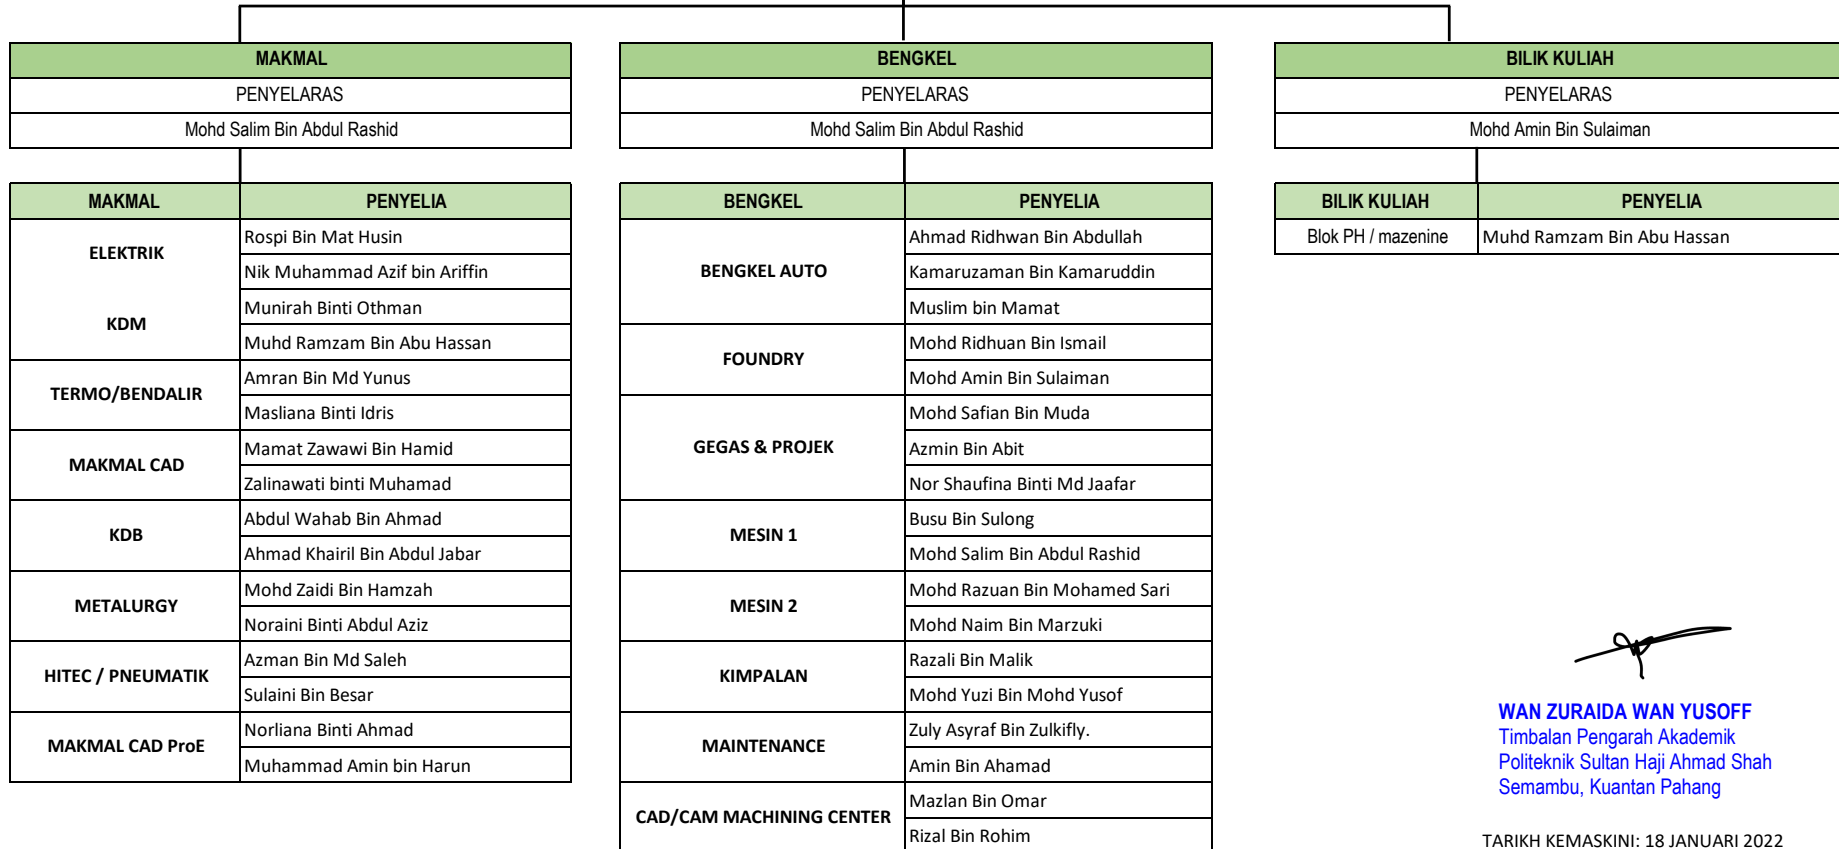 MAKMAL
PENYELARAS
Mohd Salim Bin Abdul Rashid
MAKMAL PENYELIA
ELEKTRIK
Rospi Bin Mat Husin
Nik Muhammad Azif bin Ariffin
KDM
Munirah Binti Othman
Muhd Ramzam Bin Abu Hassan
TERMO/BENDALIR
Amran Bin Md Yunus
Masliana Binti Idris
MAKMAL CAD
Mamat Zawawi Bin Hamid
Zalinawati binti Muhamad
KDB
Abdul Wahab Bin Ahmad
Ahmad Khairil Bin Abdul Jabar
METALURGY
Mohd Zaidi Bin Hamzah
Noraini Binti Abdul Aziz
HITEC / PNEUMATIK
Azman Bin Md Saleh
Sulaini Bin Besar
MAKMAL CAD ProE
Norliana Binti Ahmad
Muhammad Amin bin Harun
BENGKEL
PENYELARAS
Mohd Salim Bin Abdul Rashid
BENGKEL PENYELIA
BENGKEL AUTO
Ahmad Ridhwan Bin Abdullah
Kamaruzaman Bin Kamaruddin
Muslim bin Mamat
FOUNDRY
Mohd Ridhuan Bin Ismail
Mohd Amin Bin Sulaiman
GEGAS & PROJEK
Mohd Safian Bin Muda
Azmin Bin Abit
Nor Shaufina Binti Md Jaafar
MESIN 1
Busu Bin Sulong
Mohd Salim Bin Abdul Rashid
MESIN 2
Mohd Razuan Bin Mohamed Sari
Mohd Naim Bin Marzuki
KIMPALAN
Razali Bin Malik
Mohd Yuzi Bin Mohd Yusof
MAINTENANCE
Zuly Asyraf Bin Zulkifly.
Amin Bin Ahamad
CAD/CAM MACHINING CENTER
Mazlan Bin Omar
Rizal Bin Rohim
BILIK KULIAH
PENYELARAS
Mohd Amin Bin Sulaiman
BILIK KULIAH PENYELIA
Blok PH / mazenine Muhd Ramzam Bin Abu Hassan
WAN ZURAIDA WAN YUSOFF
Timbalan Pengarah Akademik
Politeknik Sultan Haji Ahmad Shah
Semambu, Kuantan Pahang
TARIKH KEMASKINI: 18 JANUARI 2022